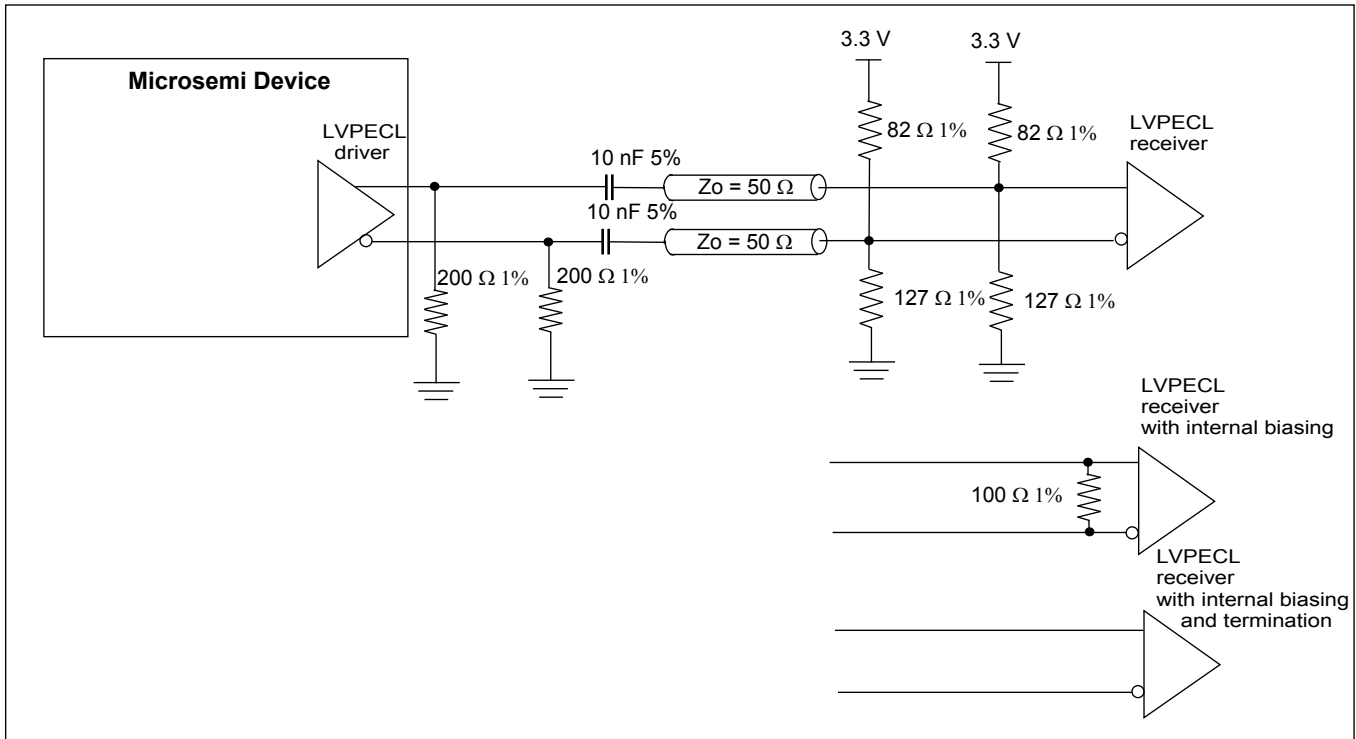 3.3 V
3.3 V
Microsemi Device
82 Ω 1%
82 Ω 1%
LVPECL
driver
LVPECL
receiver
10 nF 5%
Zo = 50 Ω
10 nF 5%
Zo = 50 Ω
200 Ω 1%
200 Ω 1%
127 Ω 1%
127 Ω 1%
LVPECL
receiver
with internal biasing
100 Ω 1%
LVPECL
receiver
with internal biasing
and termination